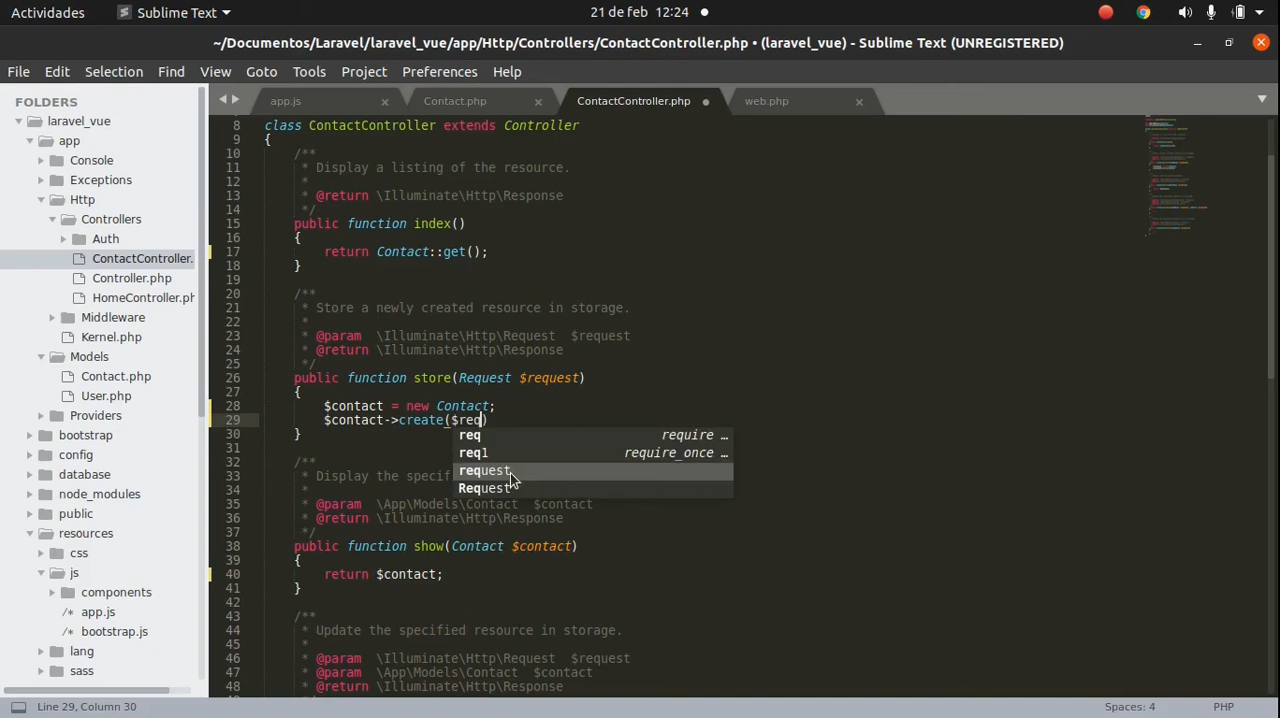 Actividades
Sublime Text
21 de feb 12:24
~/Documentos/Laravel/laravel_vue/app/Http/Controllers/ContactController.php • (laravel_vue) - Sublime Text (UNREGISTERED)
File Edit Selection Find View Goto Tools Project Preferences Help
FOLDERS
laravel_vue
app
Console
Exceptions
Http
Controllers
Auth
ContactController.
Controller.php
HomeController.ph
Middleware
Kernel.php
Models
Contact.php
User.php
Providers
bootstrap
config
database
node_modules
public
resources
css
js
components
/* app.js
/* bootstrap.js
lang
sass
app.js × Contact.php × ContactController.php • web.php ×
8 class ContactController extends Controller
9 {
10 /**
11 * Display a listing of the resource.
12 *
13 * @return \Illuminate\Http\Response
14 */
15 public function index()
16 {
17 return Contact::get();
18 }
19
20 /**
21 * Store a newly created resource in storage.
22 *
23 * @param \Illuminate\Http\Request $request
24 * @return \Illuminate\Http\Response
25 */
26 public function store(Request $request)
27 {
28 $contact = new Contact;
29 $contact->create($req)
30 }
31
32 /**
33 * Display the specif
34 *
35 * @param \App\Models\Contact $contact
36 * @return \Illuminate\Http\Response
37 */
38 public function show(Contact $contact)
39 {
40 return $contact;
41 }
42
43 /**
44 * Update the specified resource in storage.
45 *
46 * @param \Illuminate\Http\Request $request
47 * @param \App\Models\Contact $contact
48 * @return \Illuminate\Http\Response
req require …
req1 require_once …
request
Request
Line 29, Column 30
Spaces: 4
PHP